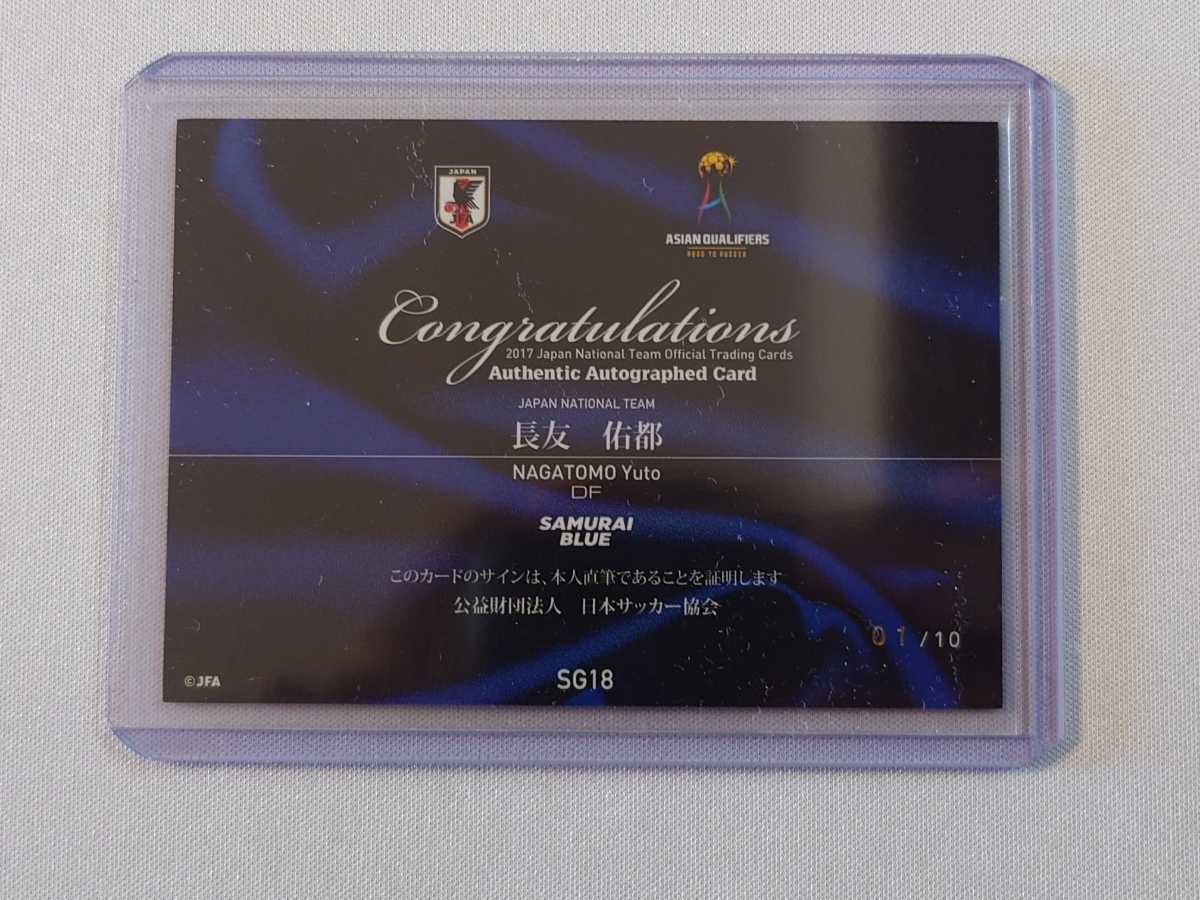 JAPAN
JFA
ASIAN QUALIFIERS
ROAD TO RUSSIA
Congratulations
2017 Japan National Team Official Trading Cards
Authentic Autographed Card
JAPAN NATIONAL TEAM
長友 佑都
NAGATOMO Yuto
DF
SAMURAI
BLUE
このカードのサインは、本人直筆であることを証明します
公益財団法人 日本サッカー協会
01/10
©JFA
SG18